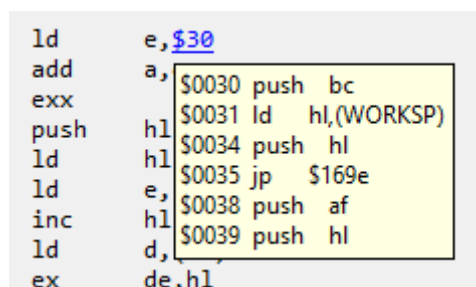 ld e,$30
add a,
exx
push hl
ld hl
ld e,
inc hl
ld d,
ex de,hl
$0030 push bc
$0031 ld hl,(WORKSP)
$0034 push hl
$0035 jp $169e
$0038 push af
$0039 push hl